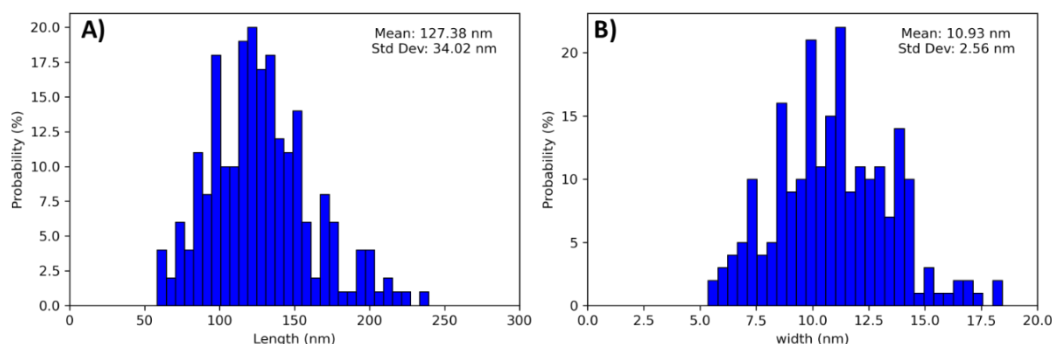 A)
Mean: 127.38 nm
Std Dev: 34.02 nm
20.0
17.5
15.0
12.5
10.0
7.5
5.0
2.5
0.0
Probability (%)
0 50 100 150 200 250 300
Length (nm)
B)
Mean: 10.93 nm
Std Dev: 2.56 nm
20
15
10
5
0
Probability (%)
0.0 2.5 5.0 7.5 10.0 12.5 15.0 17.5 20.0
width (nm)